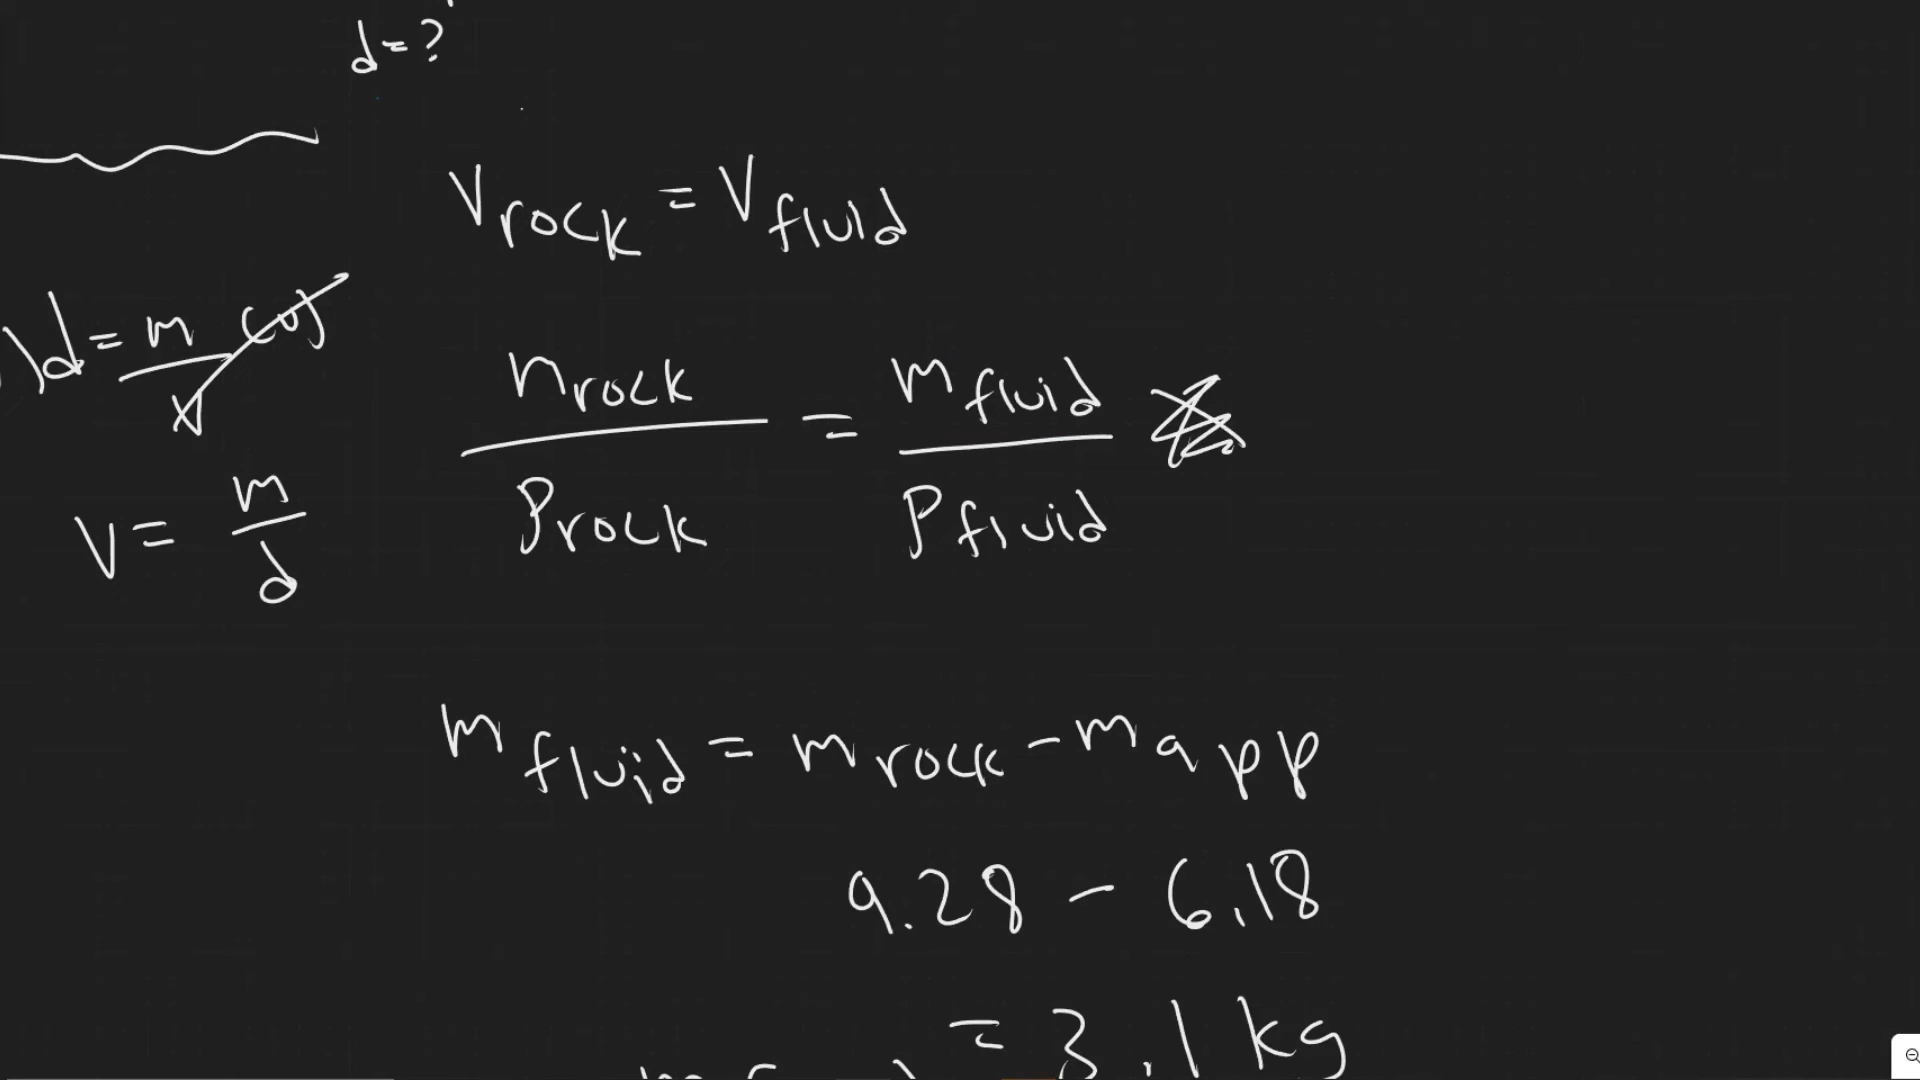 d=?
V rock = V fluid
)d = m/V (V)
m rock / ρ rock = m fluid / ρ fluid
V = m/d
m fluid = m rock - m app
9.28 - 6.18
= 3.1 kg